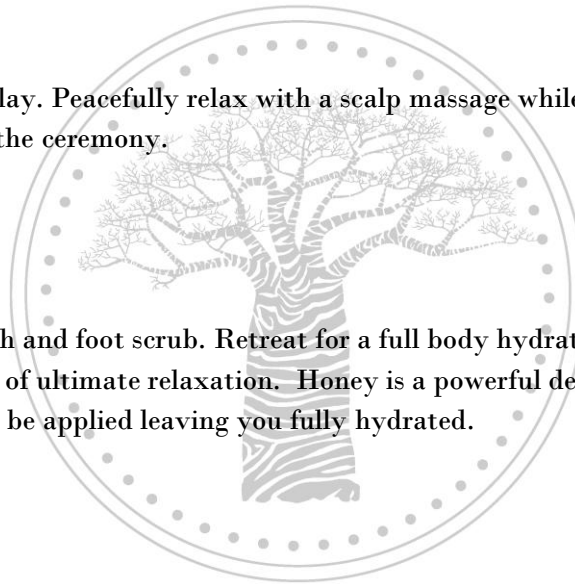 lay. Peacefully relax with a scalp massage while
the ceremony.
h and foot scrub. Retreat for a full body hydrat
of ultimate relaxation. Honey is a powerful de
be applied leaving you fully hydrated.